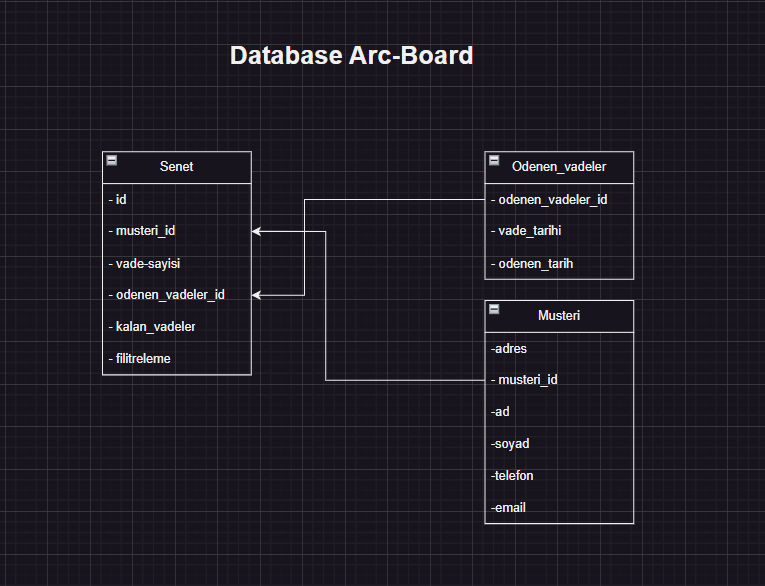 Database Arc-Board
Senet
- id
- musteri_id
- vade-sayisi
- odenen_vadeler_id
- kalan_vadeler
- filitreleme
Odenen_vadeler
- odenen_vadeler_id
- vade_tarihi
- odenen_tarih
Musteri
-adres
- musteri_id
-ad
-soyad
-telefon
-email